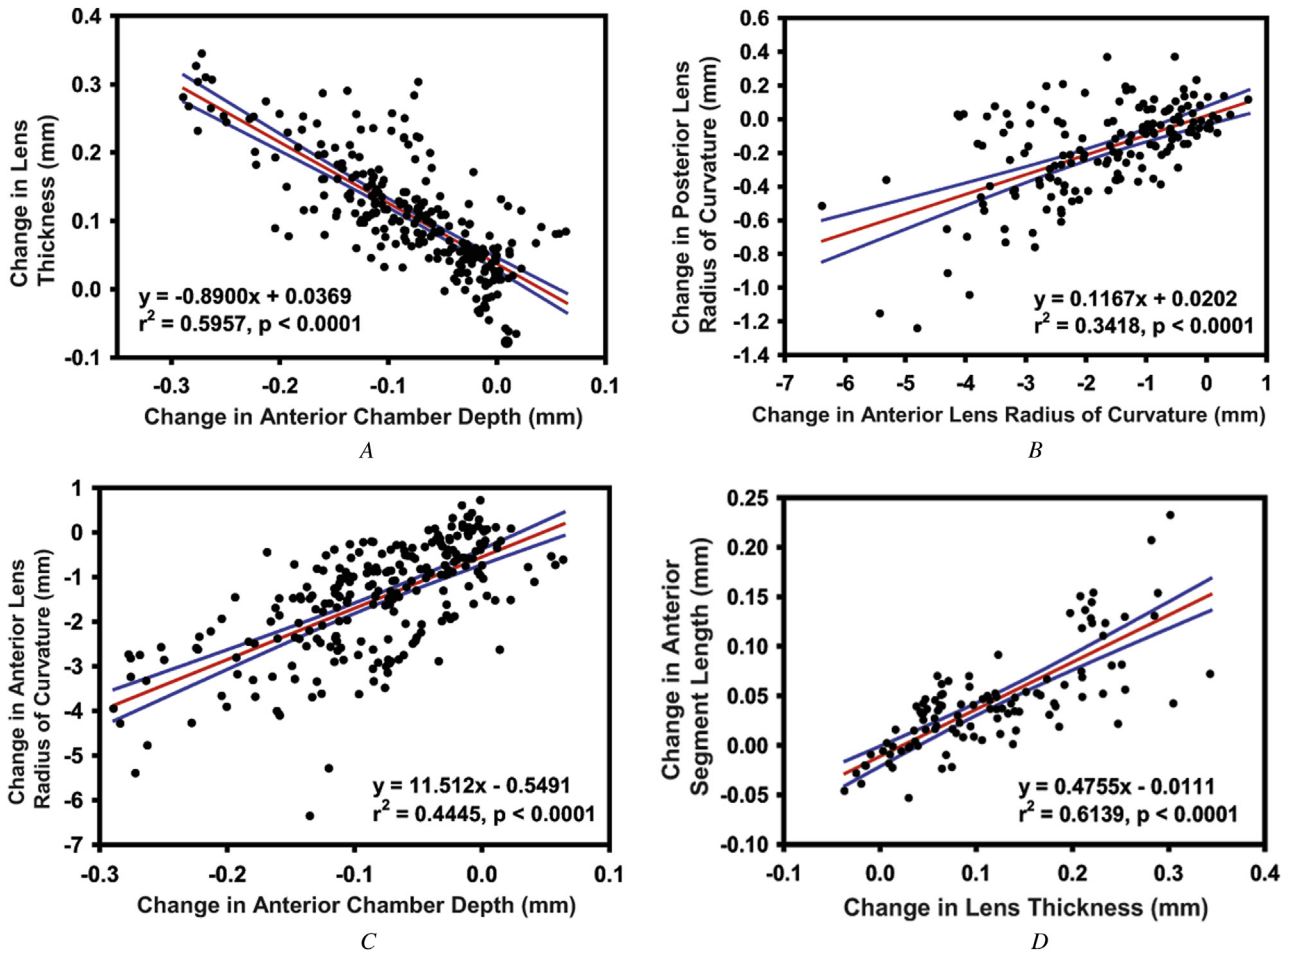 0.4
0.3
0.2
0.1
0.0
-0.1
Change in Lens
Thickness (mm)
y = -0.8900x + 0.0369
r² = 0.5957, p < 0.0001
-0.3 -0.2 -0.1 0.0 0.1
Change in Anterior Chamber Depth (mm)
A
0.6
0.4
0.2
0.0
-0.2
-0.4
-0.6
-0.8
-1.0
-1.2
-1.4
Change in Posterior Lens
Radius of Curvature (mm)
y = 0.1167x + 0.0202
r² = 0.3418, p < 0.0001
-7 -6 -5 -4 -3 -2 -1 0 1
Change in Anterior Lens Radius of Curvature (mm)
B
1
0
-1
-2
-3
-4
-5
-6
-7
Change in Anterior Lens
Radius of Curvature (mm)
y = 11.512x - 0.5491
r² = 0.4445, p < 0.0001
-0.3 -0.2 -0.1 0.0 0.1
Change in Anterior Chamber Depth (mm)
C
0.25
0.20
0.15
0.10
0.05
0.00
-0.05
-0.10
Change in Anterior
Segment Length (mm)
y = 0.4755x - 0.0111
r² = 0.6139, p < 0.0001
-0.1 0.0 0.1 0.2 0.3 0.4
Change in Lens Thickness (mm)
D